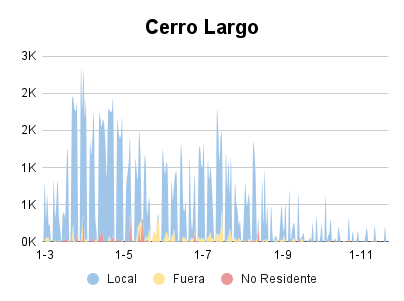 Cerro Largo
3K
2K
2K
1K
1K
0K
1-3
1-5
1-7
1-9
1-11
Local
Fuera
No Residente